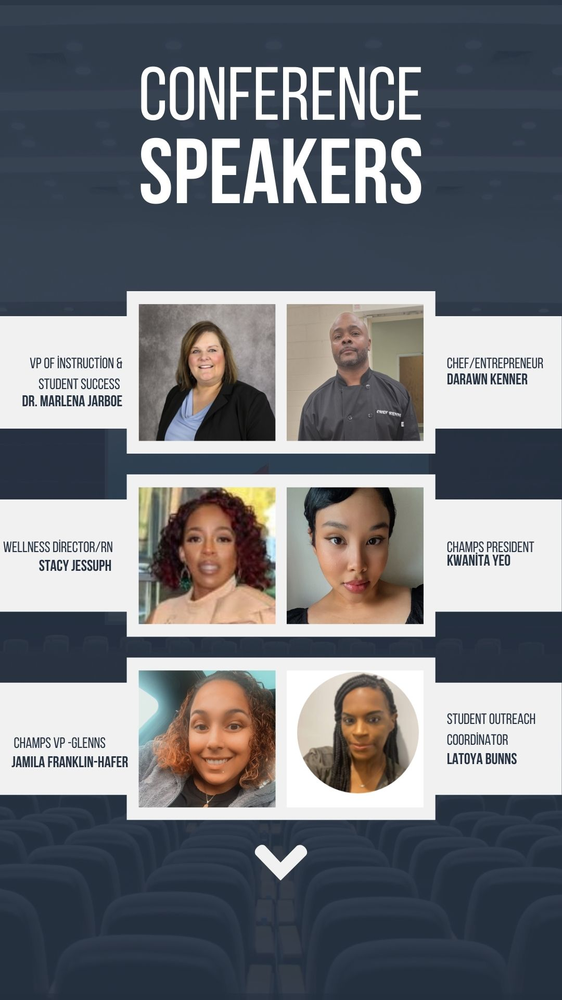 CONFERENCE
SPEAKERS
VP OF İNSTRUCTİON &
STUDENT SUCCESS
DR. MARLENA JARBOE
CHEF/ENTREPRENEUR
DARAWN KENNER
CHEF KENN
WELLNESS DİRECTOR/RN
STACY JESSUPH
CHAMPS PRESIDENT
KWANİTA YEO
CHAMPS VP -GLENNS
JAMILA FRANKLIN-HAFER
STUDENT OUTREACH
COORDİNATOR
LATOYA BUNNS